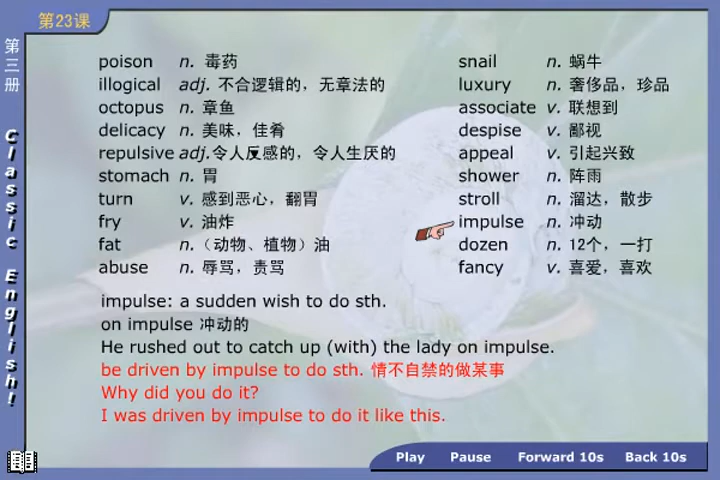 第23课
第三册
Classic English!
poison n. 毒药
illogical adj. 不合逻辑的，无章法的
octopus n. 章鱼
delicacy n. 美味，佳肴
repulsive adj.令人反感的，令人生厌的
stomach n. 胃
turn v. 感到恶心，翻胃
fry v. 油炸
fat n.（动物、植物）油
abuse n. 辱骂，责骂
snail n. 蜗牛
luxury n. 奢侈品，珍品
associate v. 联想到
despise v. 鄙视
appeal v. 引起兴致
shower n. 阵雨
stroll n. 溜达，散步
impulse n. 冲动
dozen n. 12个，一打
fancy v. 喜爱，喜欢
impulse: a sudden wish to do sth.
on impulse 冲动的
He rushed out to catch up (with) the lady on impulse.
be driven by impulse to do sth. 情不自禁的做某事
Why did you do it?
I was driven by impulse to do it like this.
Play Pause Forward 10s Back 10s